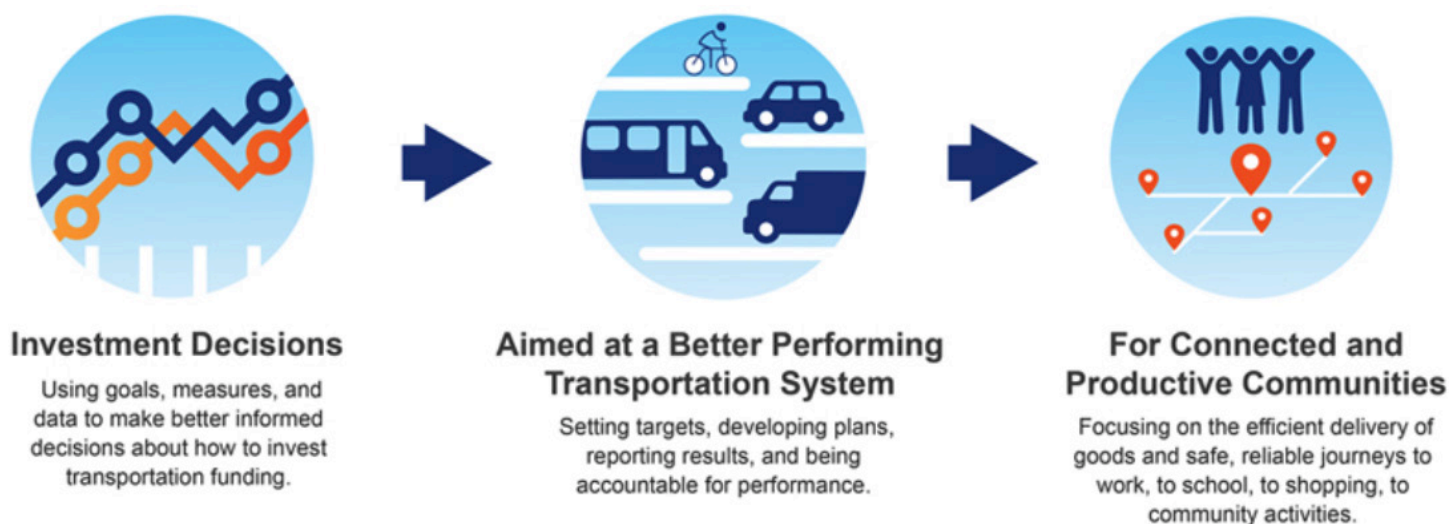 Investment Decisions
Using goals, measures, and
data to make better informed
decisions about how to invest
transportation funding.
Aimed at a Better Performing
Transportation System
Setting targets, developing plans,
reporting results, and being
accountable for performance.
For Connected and
Productive Communities
Focusing on the efficient delivery of
goods and safe, reliable journeys to
work, to school, to shopping, to
community activities.